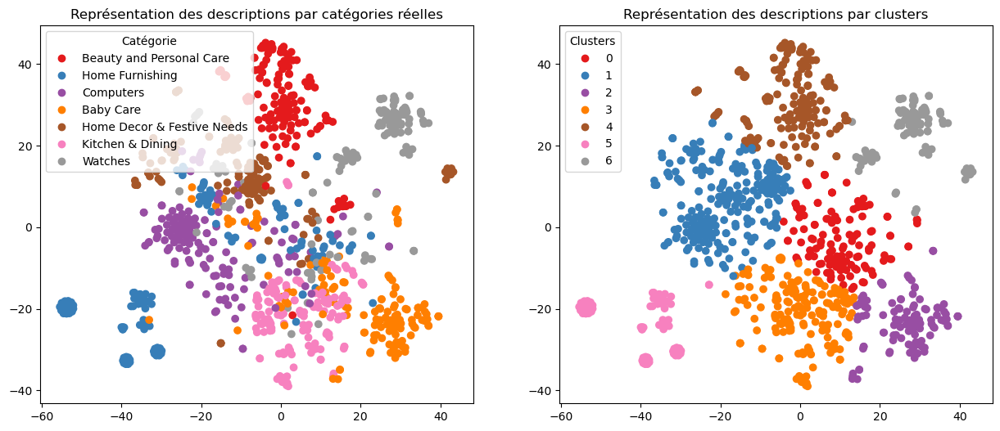 Représentation des descriptions par catégories réelles
Catégorie
Beauty and Personal Care
Home Furnishing
Computers
Baby Care
Home Decor & Festive Needs
Kitchen & Dining
Watches
40
20
0
−20
−40
−60
−40
−20
0
20
40
Représentation des descriptions par clusters
Clusters
0
1
2
3
4
5
6
40
20
0
−20
−40
−60
−40
−20
0
20
40